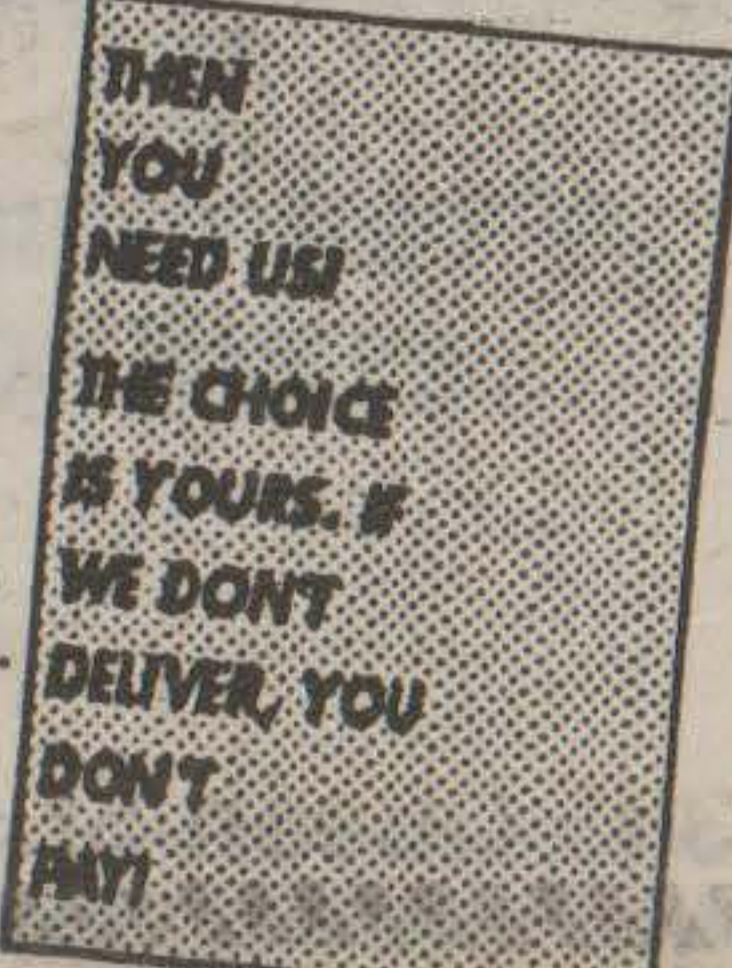 THEN
YOU
NEED US!
THE CHOICE
IS YOURS. IF
WE DON'T
DELIVER, YOU
DON'T
PAY!